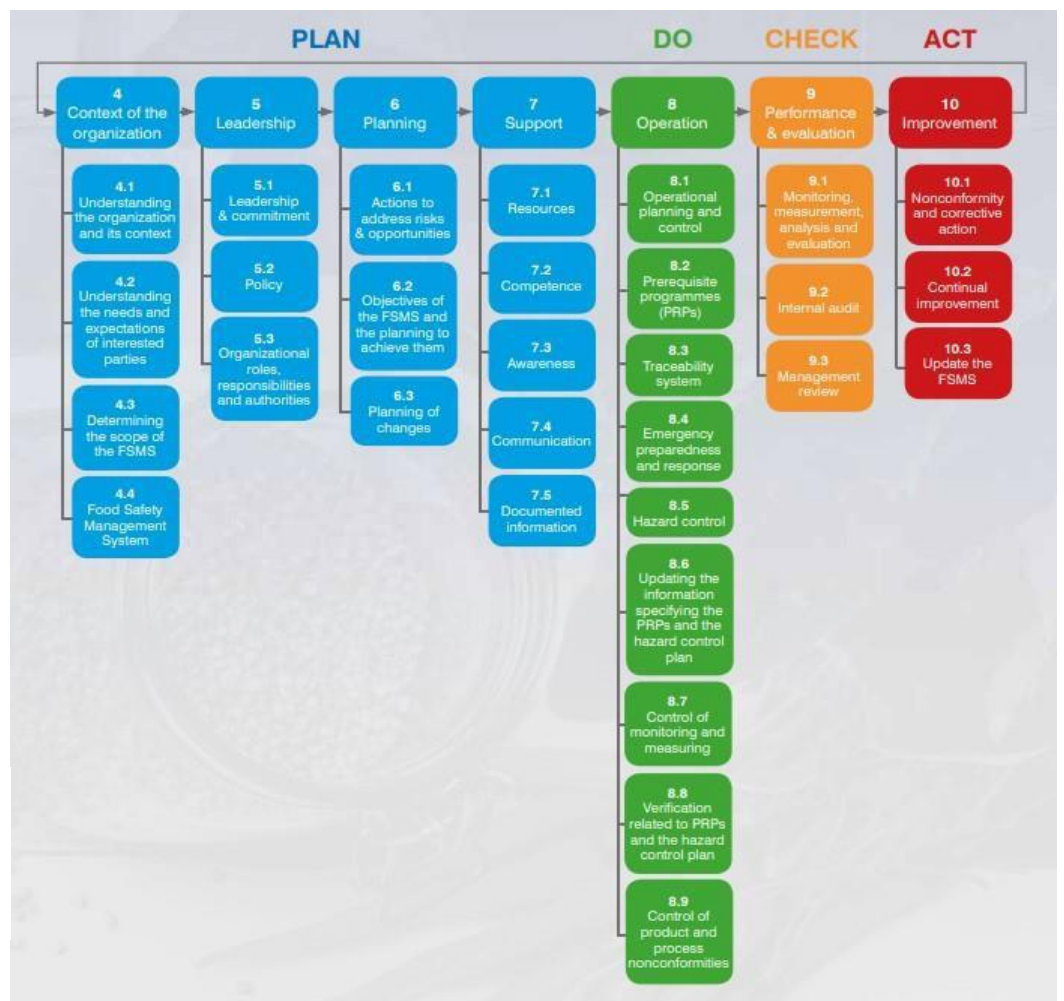 PLAN
DO
CHECK
ACT
4
Context of the
organization
5
Leadership
6
Planning
7
Support
8
Operation
9
Performance
& evaluation
10
Improvement
4.1
Understanding
the organization
and its context
4.2
Understanding
the needs and
expectations
of interested
parties
4.3
Determining
the scope of
the FSMS
4.4
Food Safety
Management
System
5.1
Leadership
& commitment
5.2
Policy
5.3
Organizational
roles,
responsibilities
and authorities
6.1
Actions to
address risks
& opportunities
6.2
Objectives of
the FSMS and
the planning to
achieve them
6.3
Planning of
changes
7.1
Resources
7.2
Competence
7.3
Awareness
7.4
Communication
7.5
Documented
information
8.1
Operational
planning and
control
8.2
Prerequisite
programmes
(PRPs)
8.3
Traceability
system
8.4
Emergency
preparedness
and response
8.5
Hazard control
8.6
Updating the
information
specifying the
PRPs and the
hazard control
plan
8.7
Control of
monitoring and
measuring
8.8
Verification
related to PRPs
and the hazard
control plan
8.9
Control of
product and
process
nonconformities
9.1
Monitoring,
measurement,
analysis and
evaluation
9.2
Internal audit
9.3
Management
review
10.1
Nonconformity
and corrective
action
10.2
Continual
improvement
10.3
Update the
FSMS